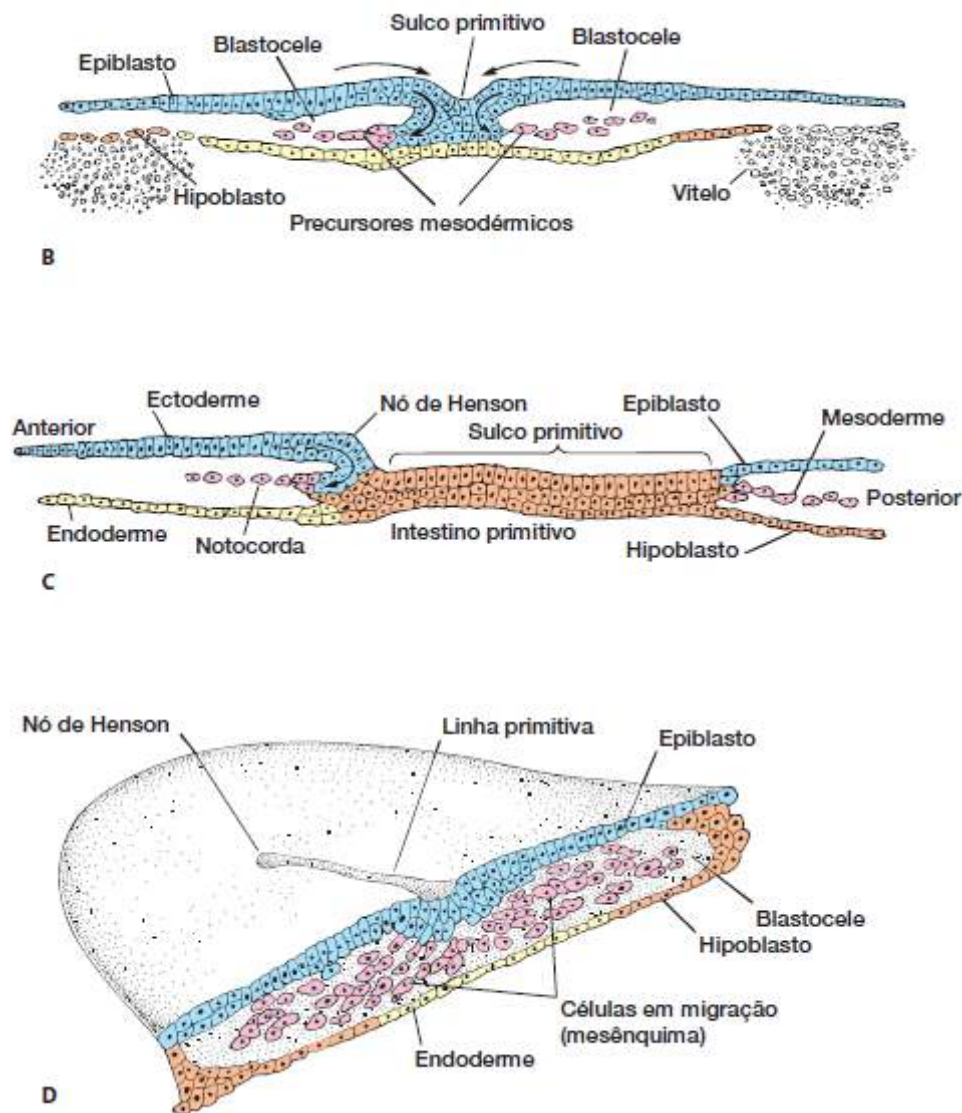 Sulco primitivo
Blastocele
Blastocele
Epiblasto
Hipoblasto
Vitelo
Precursores mesodérmicos
B
Ectoderme
Nó de Henson
Epiblasto
Mesoderme
Anterior
Sulco primitivo
Posterior
Endoderme
Notocorda
Intestino primitivo
Hipoblasto
C
Nó de Henson
Linha primitiva
Epiblasto
Blastocele
Hipoblasto
Células em migração
(mesênquima)
Endoderme
D